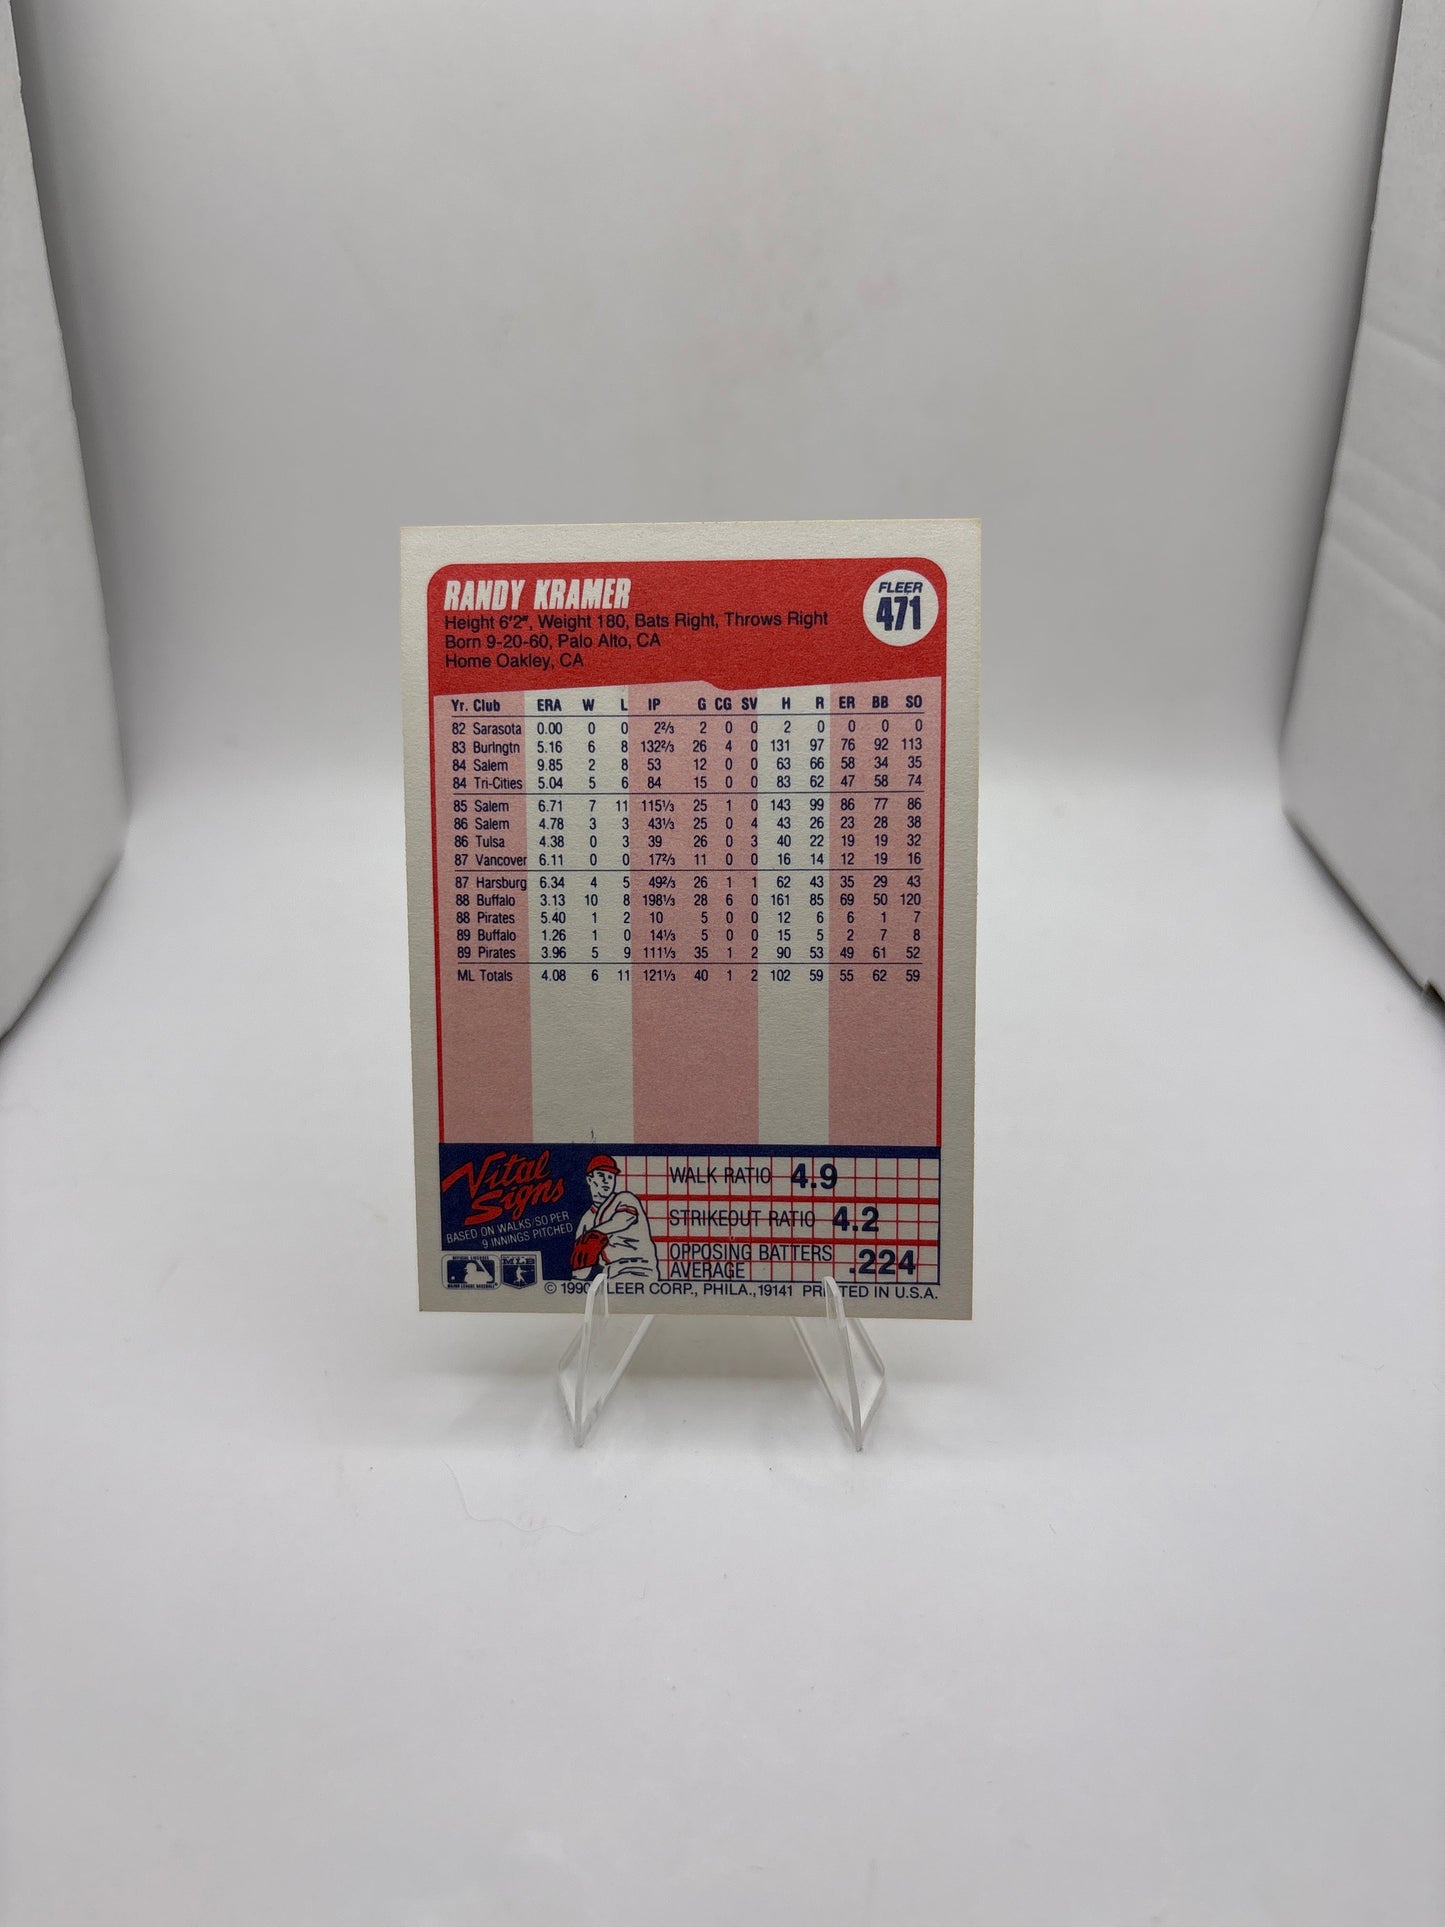 RANDY KRAMER
FLEER
471
Height 6'2", Weight 180, Bats Right, Throws Right
Born 9-20-60, Palo Alto, CA
Home Oakley, CA
Yr. Club ERA W L IP G CG SV H R ER BB SO
82 Sarasota 0.00 0 0 2⅔ 2 0 0 2 0 0 0 0
83 Burlngtn 5.16 6 8 132⅔ 26 4 0 131 97 76 92 113
84 Salem 9.85 2 8 53 12 0 0 63 66 58 34 35
84 Tri-Cities 5.04 5 6 84 15 0 0 83 62 47 58 74
85 Salem 6.71 7 11 115⅓ 25 1 0 143 99 86 77 86
86 Salem 4.78 3 3 43⅓ 25 0 4 43 26 23 28 38
86 Tulsa 4.38 0 3 39 26 0 3 40 22 19 19 32
87 Vancover 6.11 0 0 17⅔ 11 0 0 16 14 12 19 16
87 Harsburg 6.34 4 5 49⅔ 26 1 1 62 43 35 29 43
88 Buffalo 3.13 10 8 198⅓ 28 6 0 161 85 69 50 120
88 Pirates 5.40 1 2 10 5 0 0 12 6 6 1 7
89 Buffalo 1.26 1 0 14⅓ 5 0 0 15 5 2 7 8
89 Pirates 3.96 5 9 111⅓ 35 1 2 90 53 49 61 52
ML Totals 4.08 6 11 121⅓ 40 1 2 102 59 55 62 59
Vital
Signs
BASED ON WALKS/SO PER
9 INNINGS PITCHED
WALK RATIO 4.9
STRIKEOUT RATIO 4.2
OPPOSING BATTERS
AVERAGE .224
MLB
© 1990 LEER CORP., PHILA., 19141 PR TED IN U.S.A.